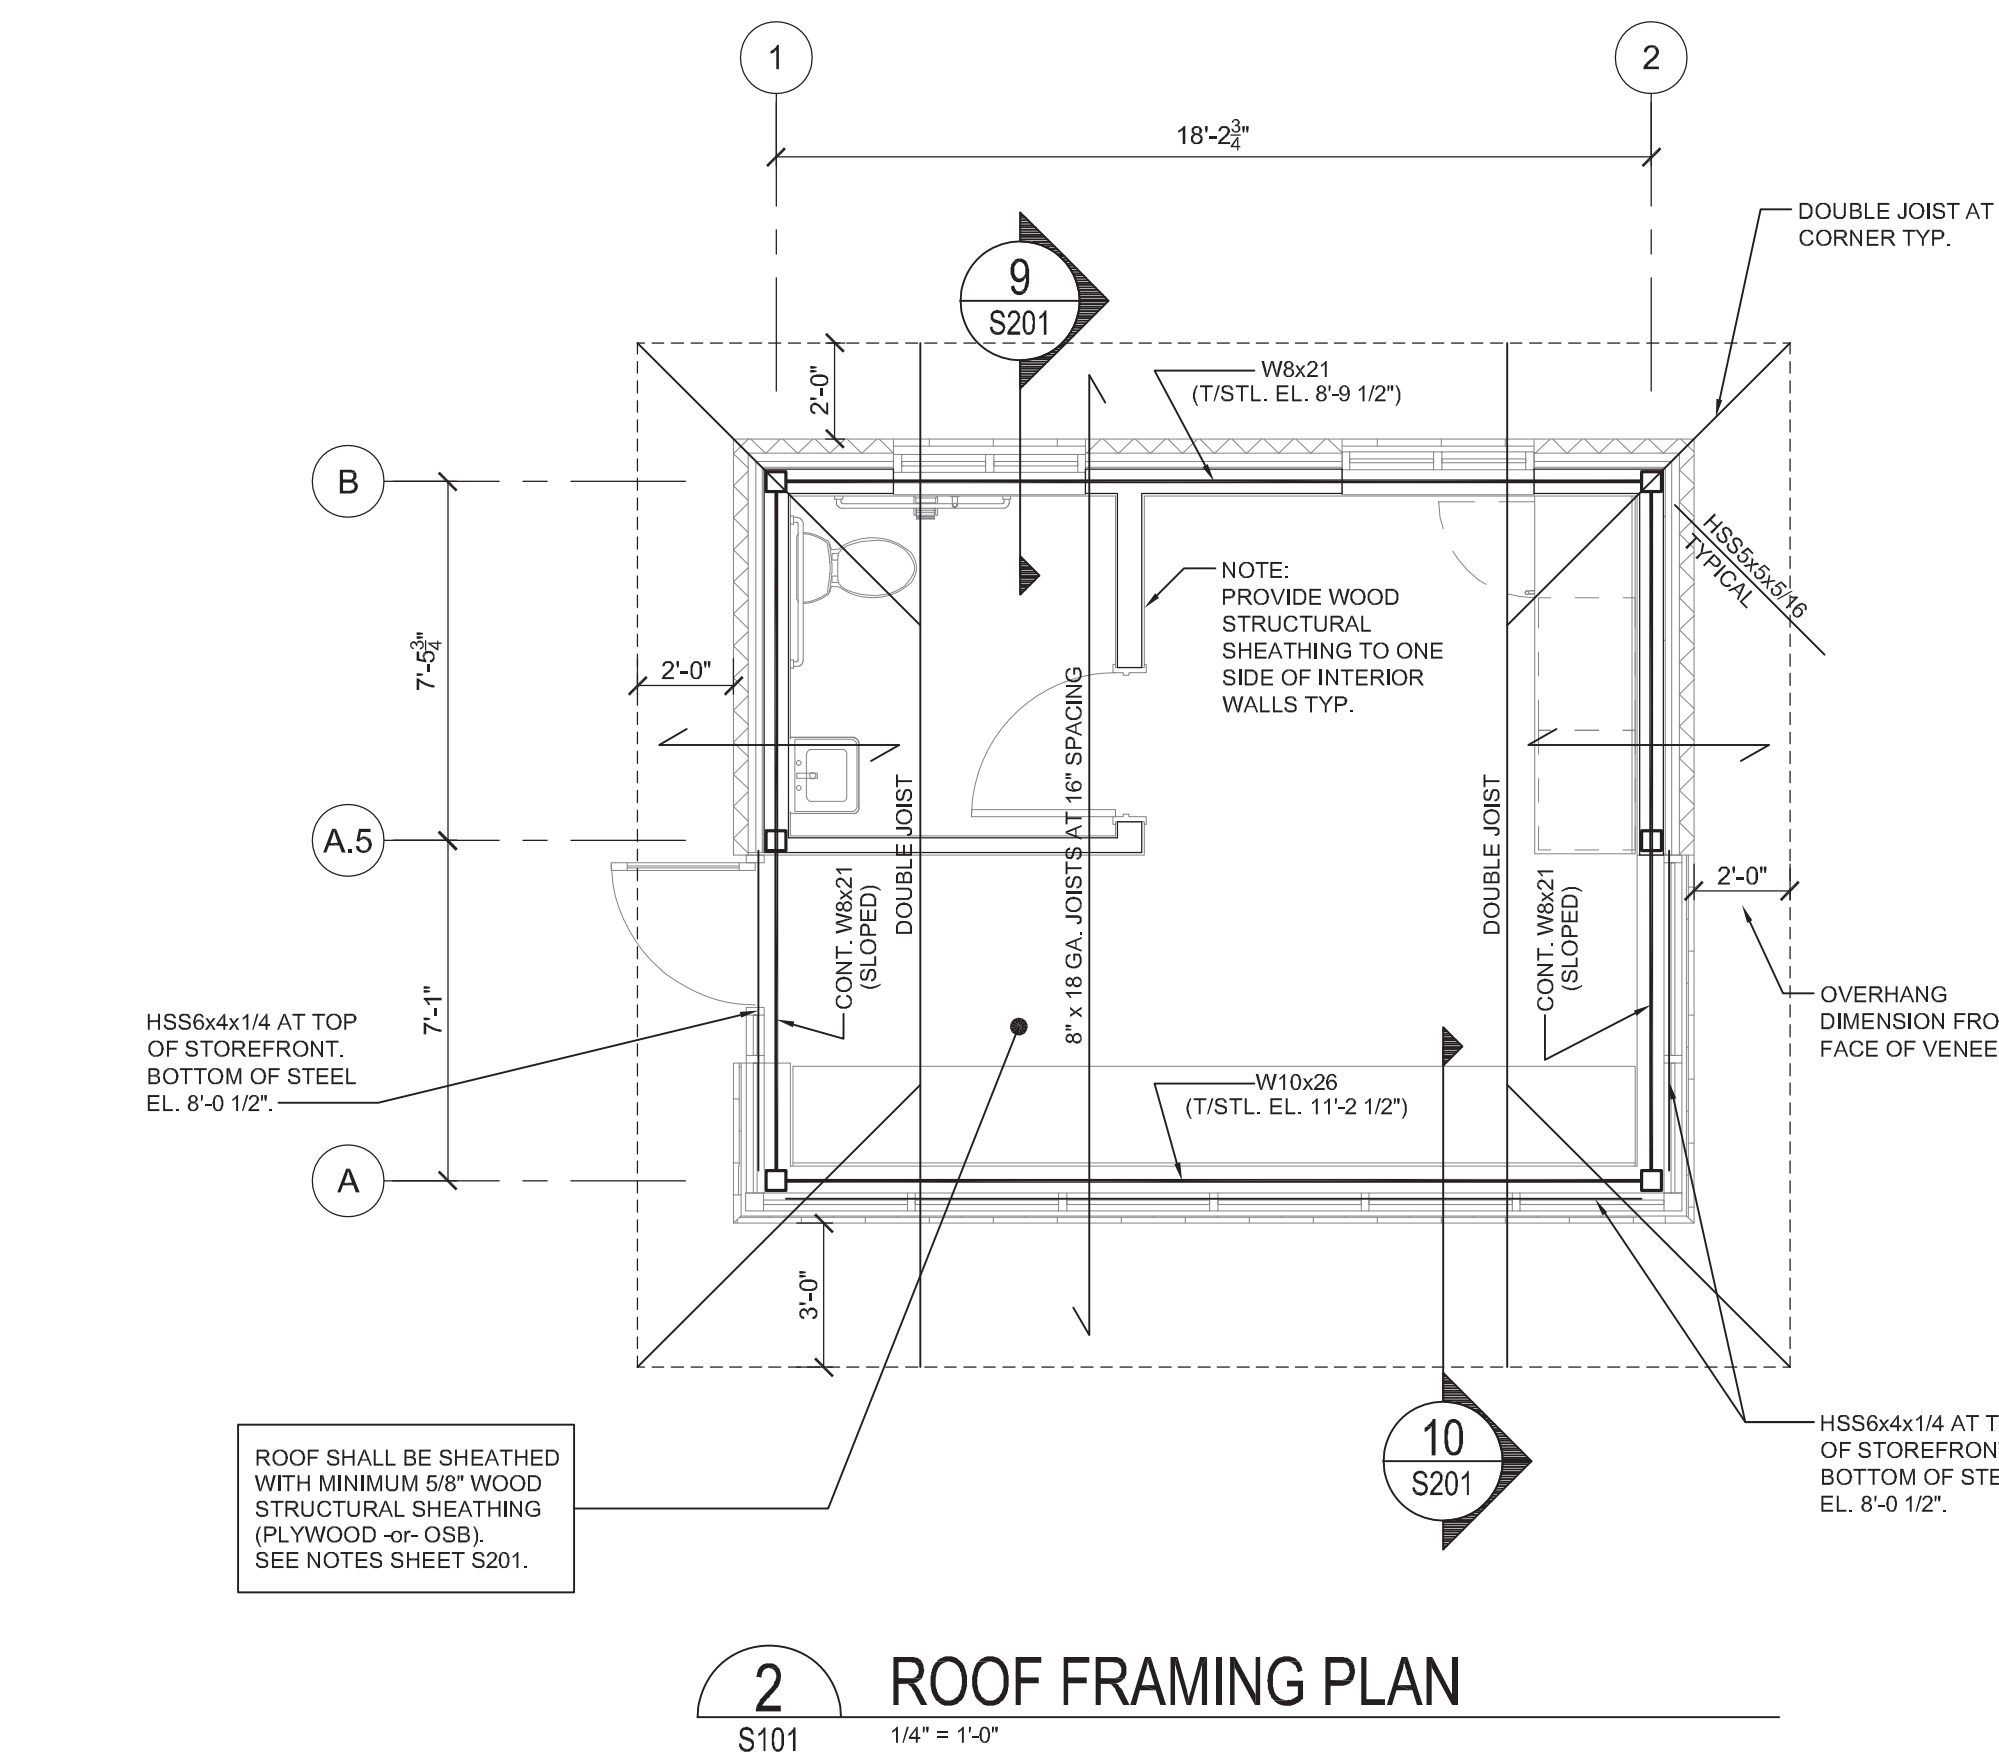 1
2
18'-2 3/4"
DOUBLE JOIST AT
CORNER TYP.
9
S201
2'-0"
W8x21
(T/STL. EL. 8'-9 1/2")
B
HSS5x5x5/16
TYPICAL
NOTE:
PROVIDE WOOD
STRUCTURAL
SHEATHING TO ONE
SIDE OF INTERIOR
WALLS TYP.
7'-5 3/4"
2'-0"
A.5
DOUBLE JOIST
8" x 18 GA. JOISTS AT 16" SPACING
DOUBLE JOIST
CONT. W8x21
(SLOPED)
CONT. W8x21
(SLOPED)
2'-0"
7'-1"
OVERHANG
DIMENSION FRO
FACE OF VENEE
HSS6x4x1/4 AT TOP
OF STOREFRONT.
BOTTOM OF STEEL
EL. 8'-0 1/2".
W10x26
(T/STL. EL. 11'-2 1/2")
A
3'-0"
10
S201
HSS6x4x1/4 AT T
OF STOREFRON
BOTTOM OF STE
EL. 8'-0 1/2".
ROOF SHALL BE SHEATHED
WITH MINIMUM 5/8" WOOD
STRUCTURAL SHEATHING
(PLYWOOD -or- OSB).
SEE NOTES SHEET S201.
2
S101
ROOF FRAMING PLAN
1/4" = 1'-0"